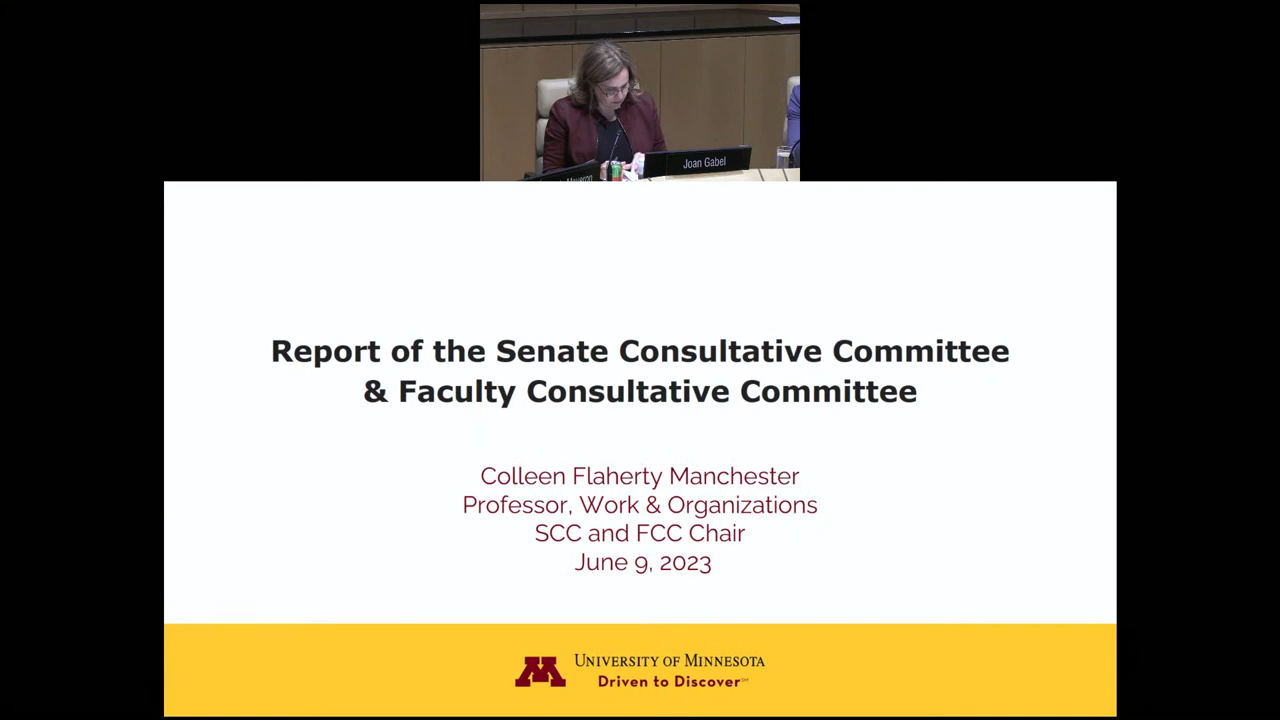 Joan Gabel
Report of the Senate Consultative Committee
& Faculty Consultative Committee
Colleen Flaherty Manchester
Professor, Work & Organizations
SCC and FCC Chair
June 9, 2023
UNIVERSITY OF MINNESOTA
Driven to Discover℠